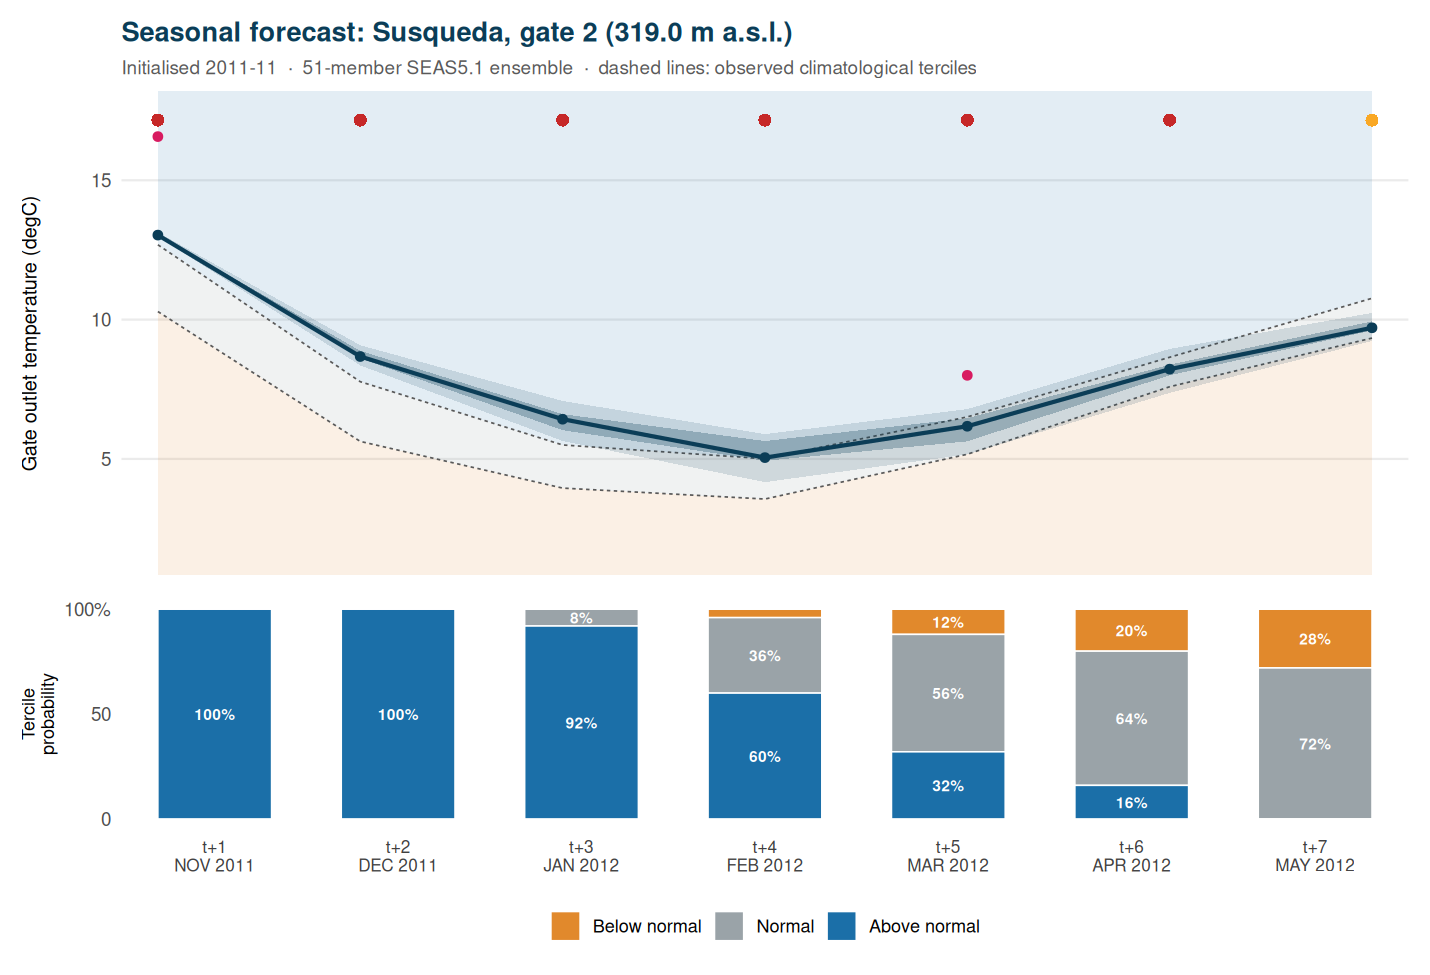 Seasonal forecast: Susqueda, gate 2 (319.0 m a.s.l.)
Initialised 2011-11 · 51-member SEAS5.1 ensemble · dashed lines: observed climatological terciles
Gate outlet temperature (degC)
15
10
5
Tercile
probability
100%
50
0
100%
100%
8%
92%
36%
60%
12%
56%
32%
20%
64%
16%
28%
72%
t+1
NOV 2011
t+2
DEC 2011
t+3
JAN 2012
t+4
FEB 2012
t+5
MAR 2012
t+6
APR 2012
t+7
MAY 2012
Below normal
Normal
Above normal